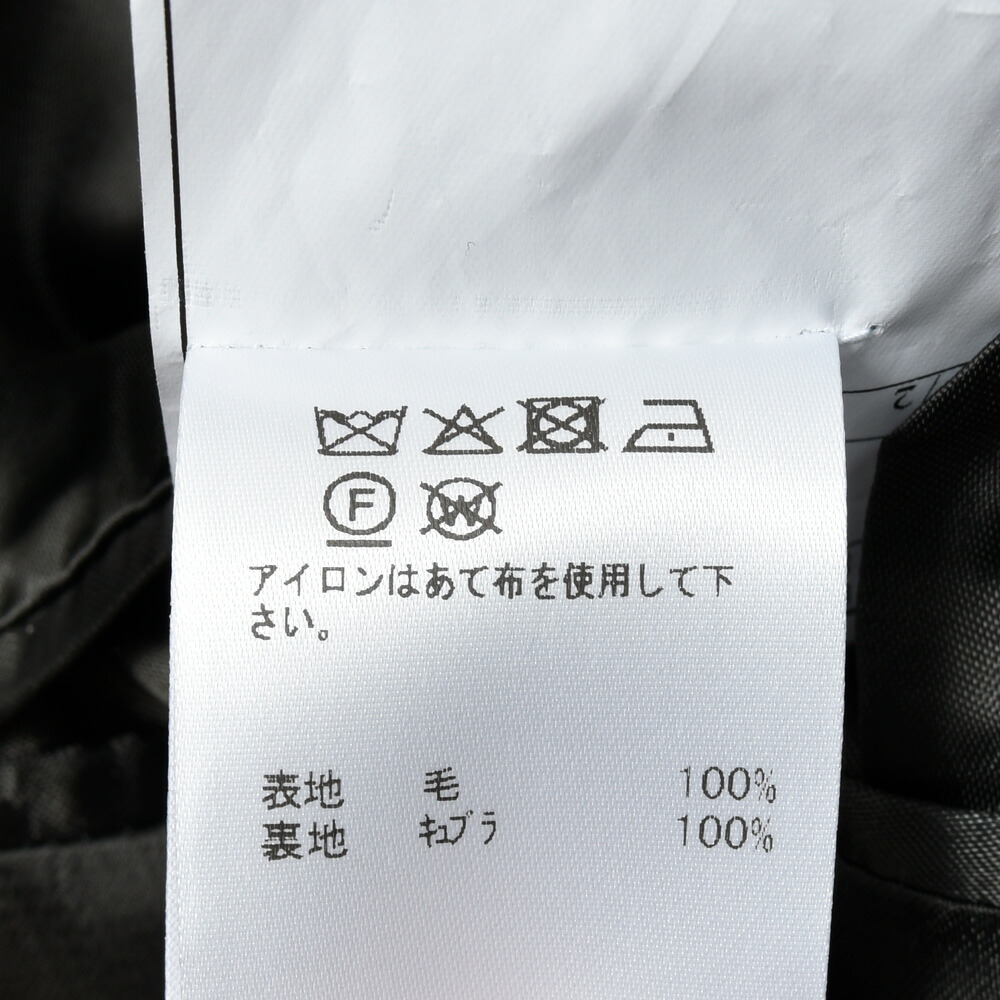 F W
アイロンはあて布を使用して下
さい。
表地 毛 100%
裏地 キュプラ 100%
2